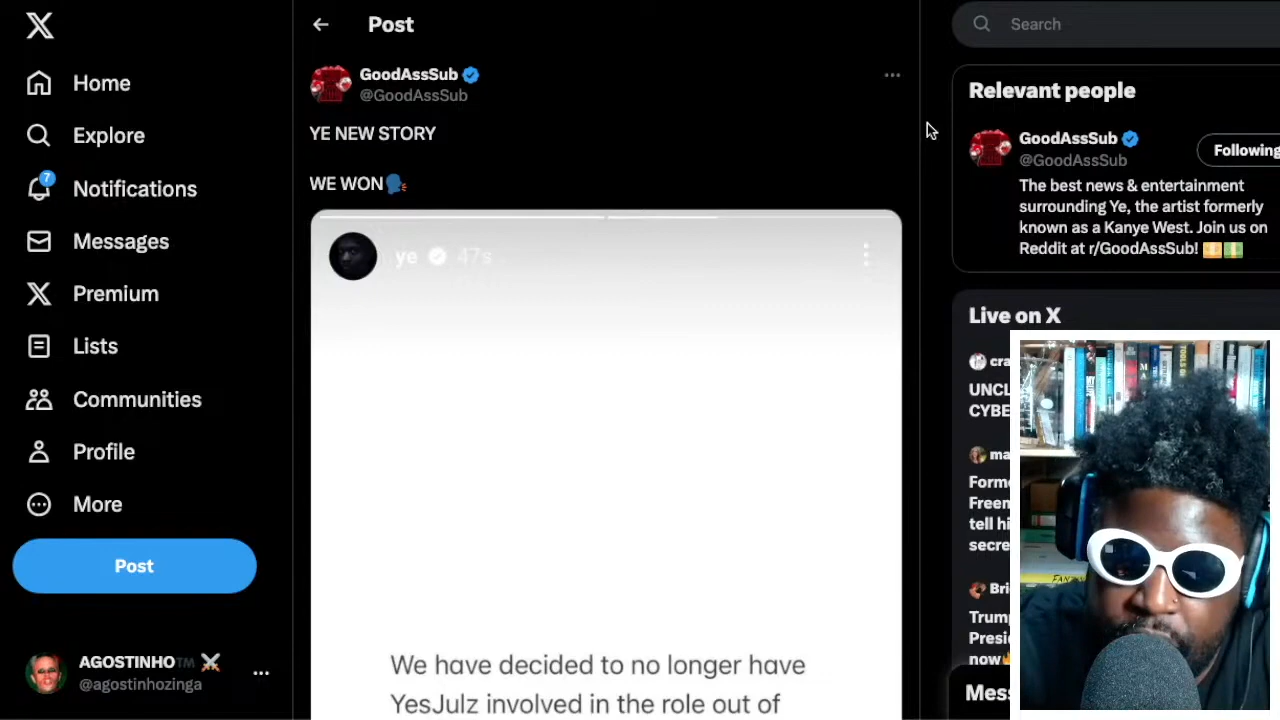 Post
Search
Home
Explore
7
Notifications
Messages
Premium
Lists
Communities
Profile
More
Post
AGOSTINHO™
@agostinhozinga
GoodAssSub
@GoodAssSub
YE NEW STORY
WE WON
ye 47s
We have decided to no longer have
YesJulz involved in the role out of
Relevant people
GoodAssSub
@GoodAssSub
Following
The best news & entertainment
surrounding Ye, the artist formerly
known as a Kanye West. Join us on
Reddit at r/GoodAssSub!
Live on X
cra
UNCL
CYBE
ma
Form
Freen
tell hi
secre
Bri
Trum
Presi
now
Mess